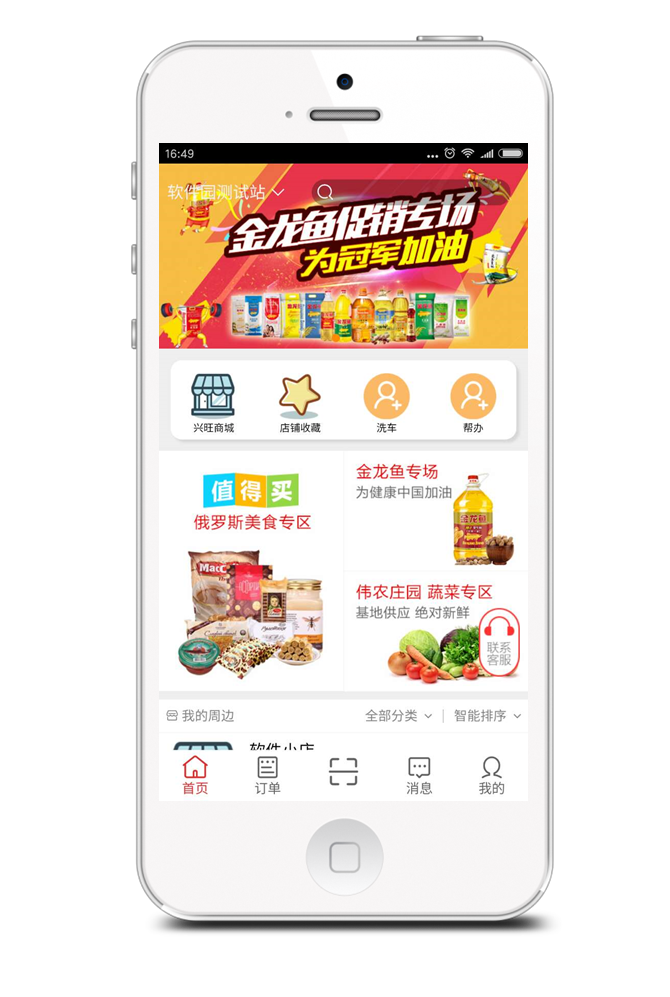 16:49
软件园测试站
金龙鱼促销专场
为冠军加油
兴旺商城
店铺收藏
洗车
帮办
值得买
俄罗斯美食专区
金龙鱼专场
为健康中国加油
金龙鱼
伟农庄园 蔬菜专区
基地供应 绝对新鲜
联系
客服
我的周边
全部分类
智能排序
软件小店
首页
订单
消息
我的